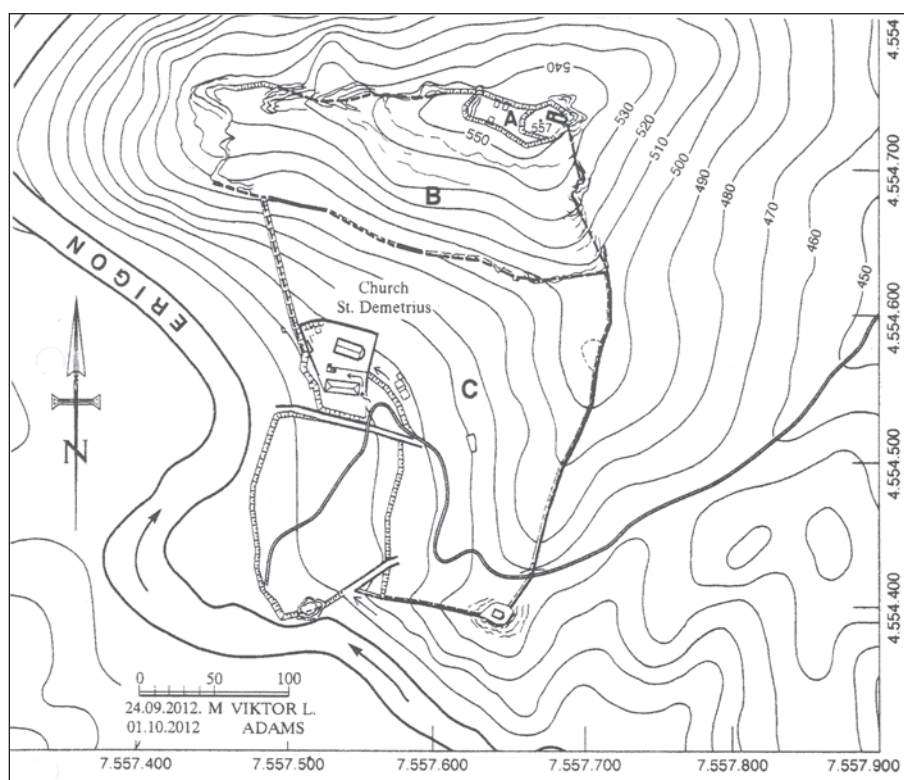 540
A
557
550
530
520
510
500
490
480
470
460
450
B
ERIGON
Church
St. Demetrius
C
N
0 50 100
24.09.2012. M VIKTOR L.
01.10.2012 ADAMS
4.554
4.554.700
4.554.600
4.554.500
4.554.400
7.557.400 7.557.500 7.557.600 7.557.700 7.557.800 7.557.900